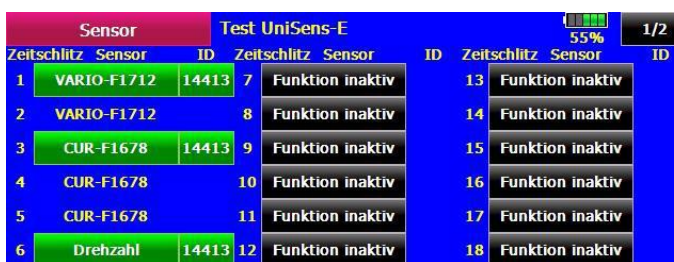 Sensor Test UniSens-E 55% 1/2
Zeitschlitz Sensor ID Zeitschlitz Sensor ID Zeitschlitz Sensor ID
1 VARIO-F1712 14413 7 Funktion inaktiv 13 Funktion inaktiv
2 VARIO-F1712 8 Funktion inaktiv 14 Funktion inaktiv
3 CUR-F1678 14413 9 Funktion inaktiv 15 Funktion inaktiv
4 CUR-F1678 10 Funktion inaktiv 16 Funktion inaktiv
5 CUR-F1678 11 Funktion inaktiv 17 Funktion inaktiv
6 Drehzahl 14413 12 Funktion inaktiv 18 Funktion inaktiv